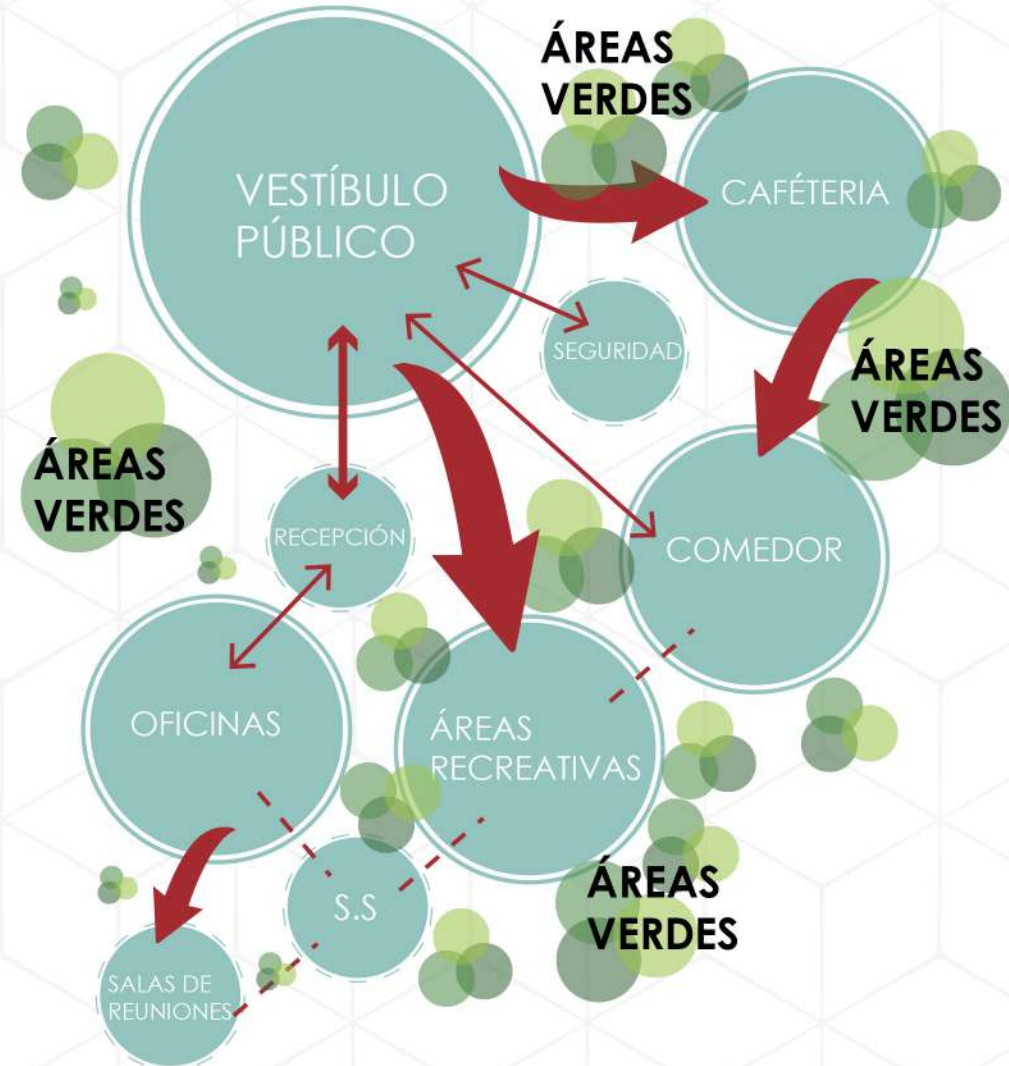 ÁREAS
VERDES
VESTÍBULO
PÚBLICO
CAFÉTERIA
SEGURIDAD
ÁREAS
VERDES
ÁREAS
VERDES
RECEPCIÓN
COMEDOR
OFICINAS
ÁREAS
RECREATIVAS
ÁREAS
VERDES
S.S
SALAS DE
REUNIONES